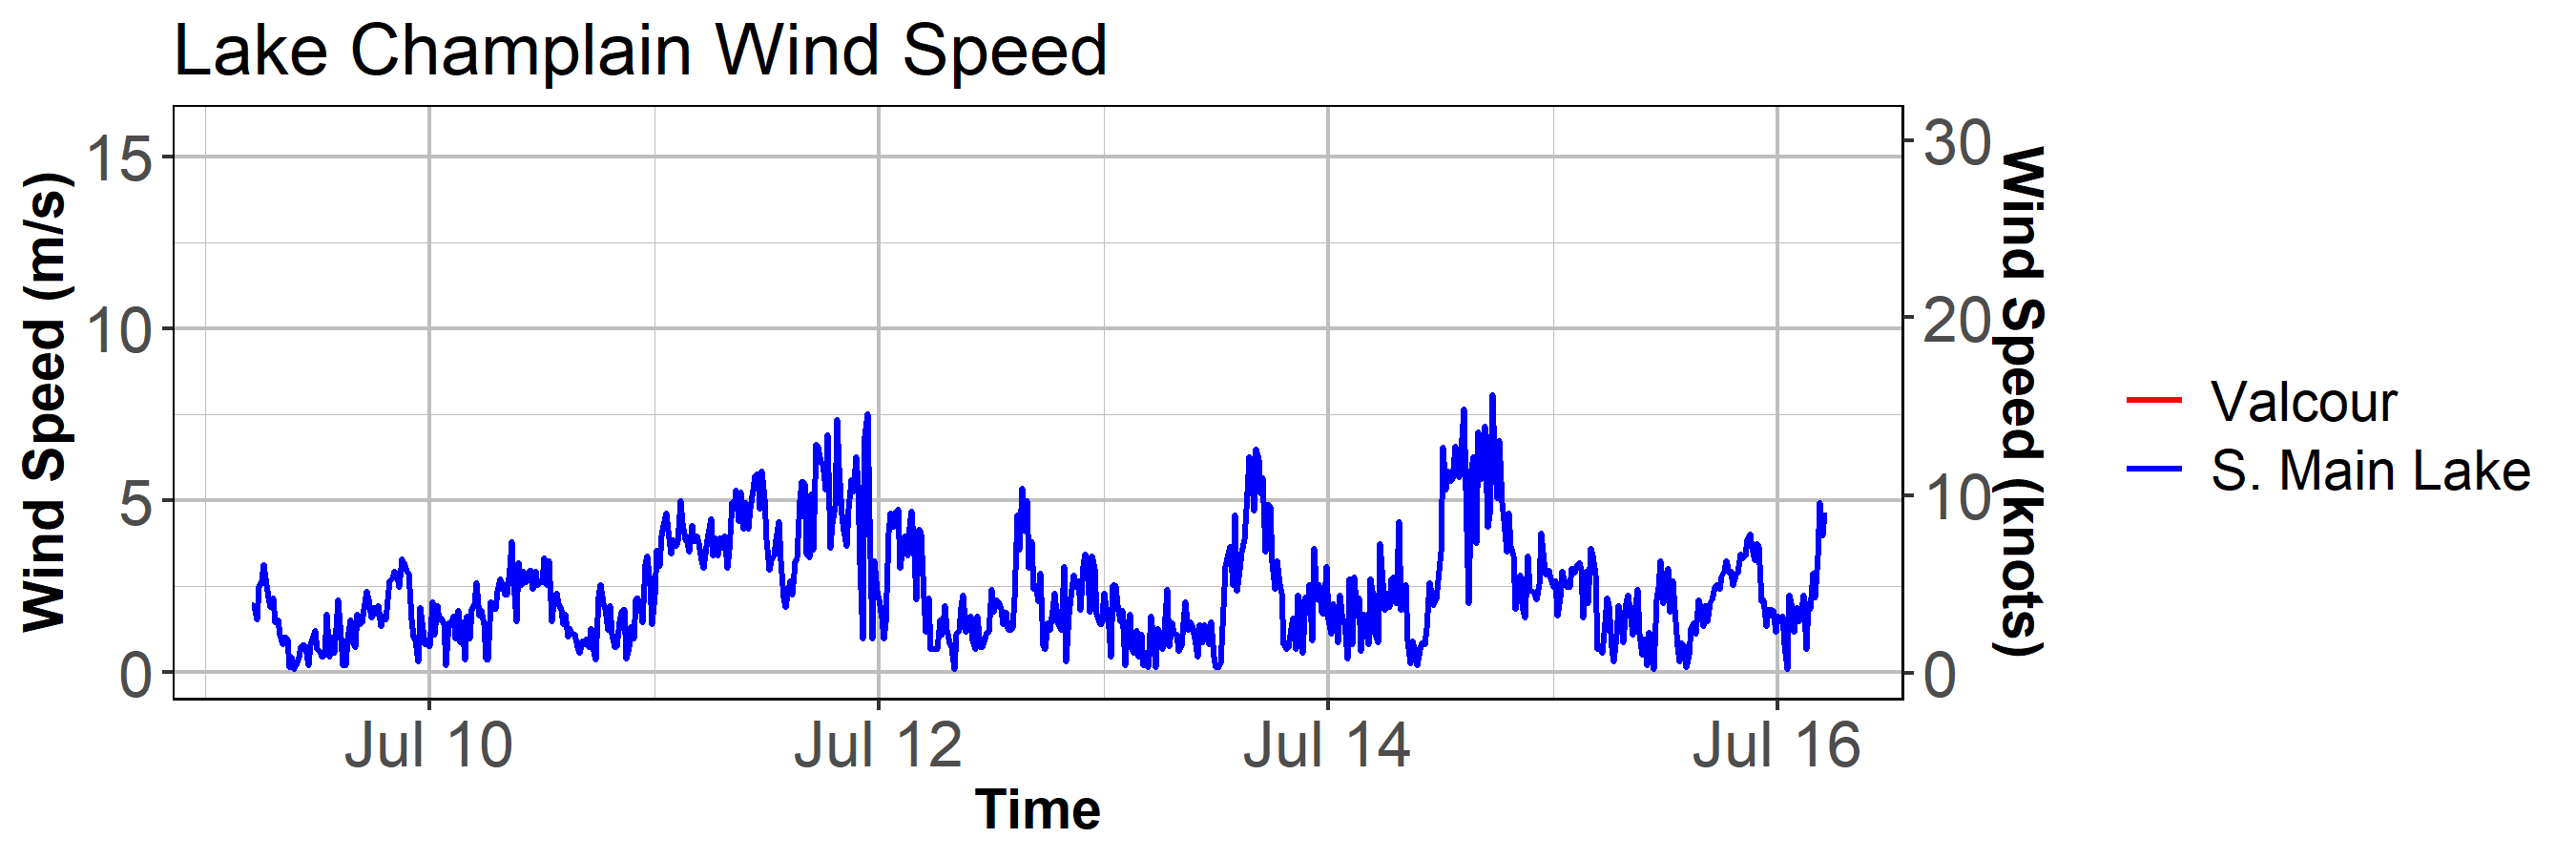 Lake Champlain Wind Speed
Wind Speed (m/s)
15
10
5
0
30
20
10
0
Wind Speed (knots)
Jul 10
Jul 12
Jul 14
Jul 16
Time
Valcour
S. Main Lake